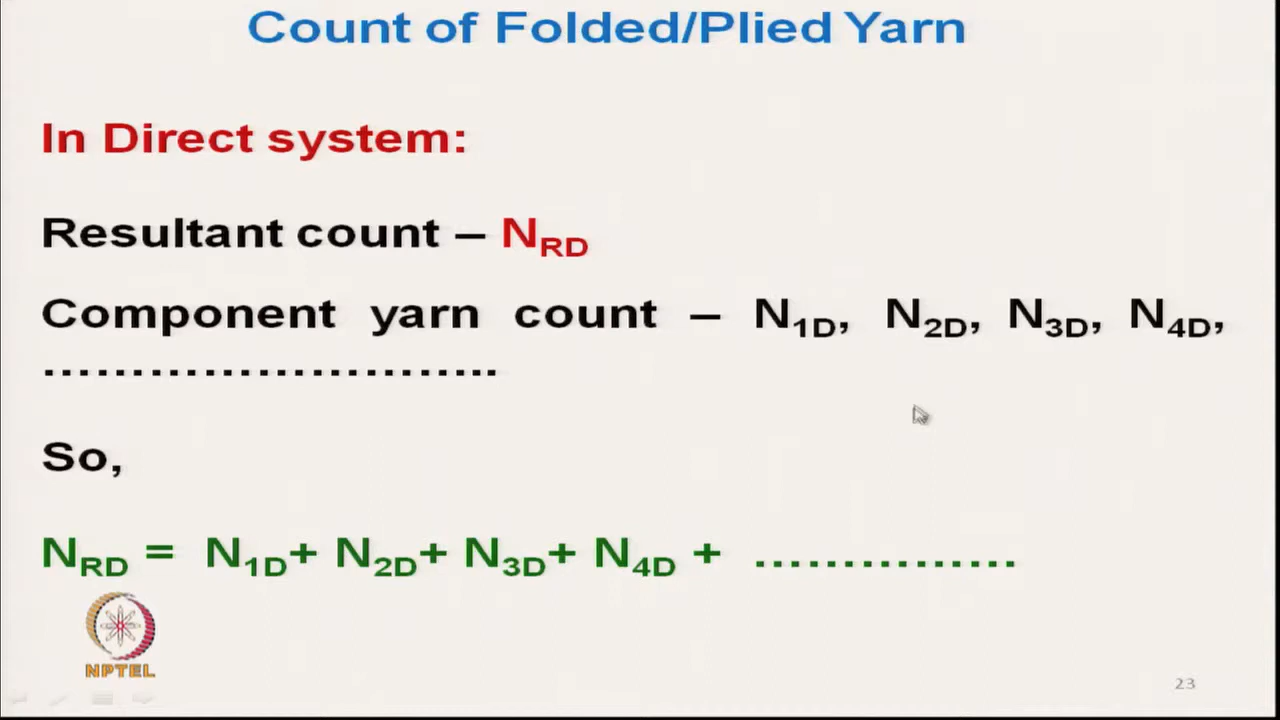 Count of Folded/Plied Yarn
In Direct system:
Resultant count – N_RD
Component yarn count – N_1D, N_2D, N_3D, N_4D,
………………………..
So,
N_RD = N_1D+ N_2D+ N_3D+ N_4D + ……………
NPTEL
23